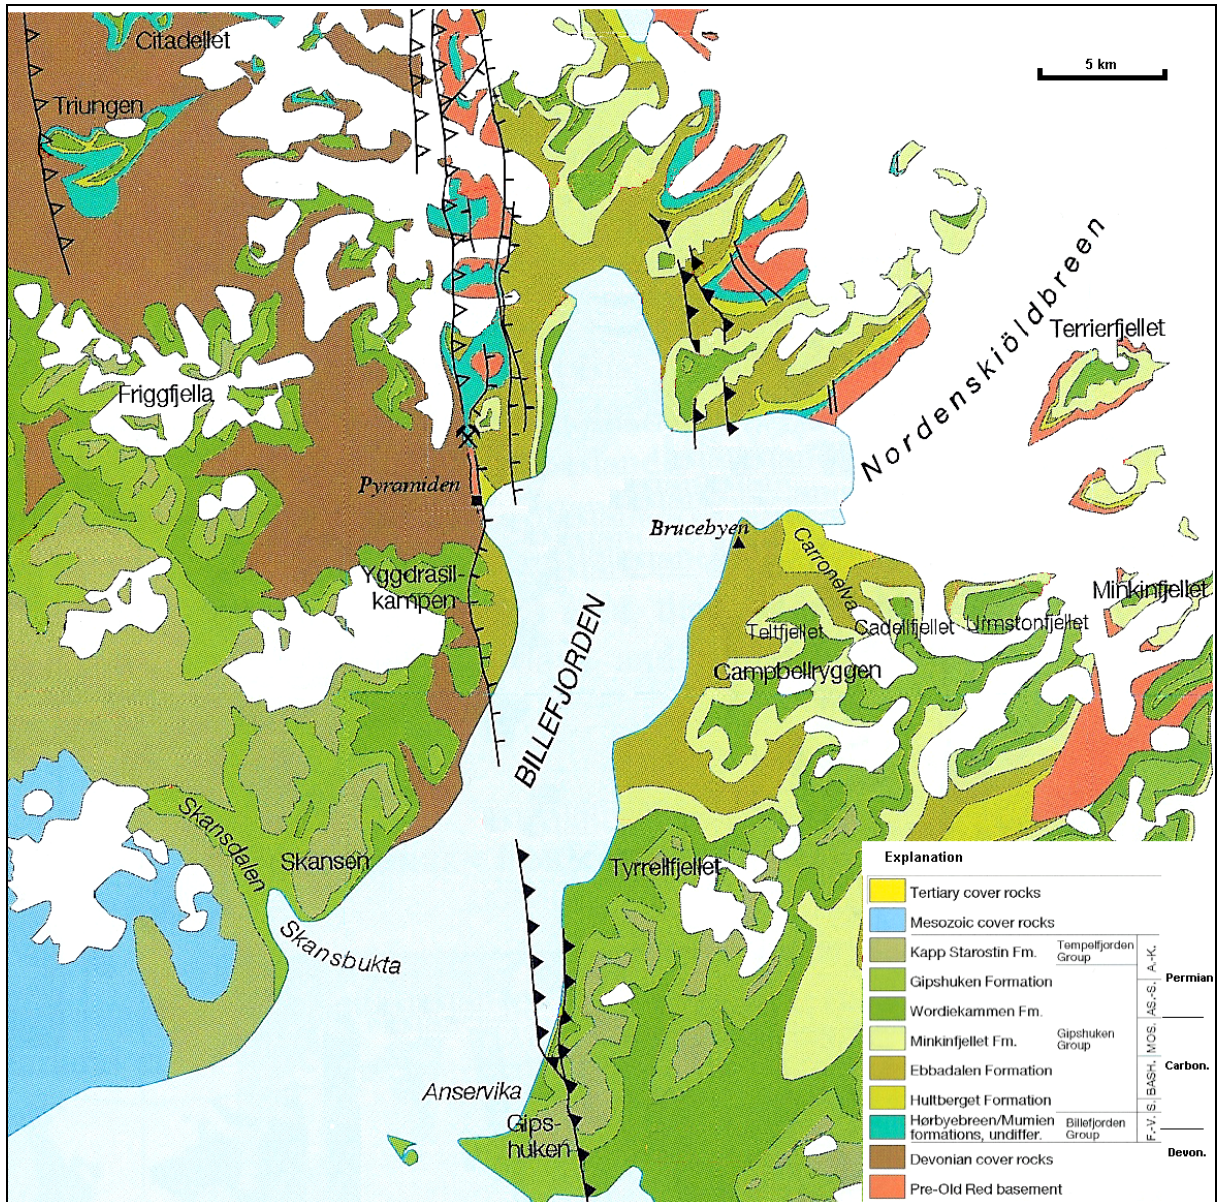 Citadellet
5 km
Triungen
Nordenskiöldbreen
Terrierfjellet
Friggfjella
Pyramiden
Brucebyen
Carronelva
Yggdrasil-
kampen
Minkinfjellet
Teltfjellet
Cadellfjellet
Urmstonfjellet
Campbellryggen
BILLEFJORDEN
Skansdalen
Skansen
Tyrrellfjellet
Skansbukta
Anservika
Gips-
huken
Explanation
Tertiary cover rocks
Mesozoic cover rocks
Kapp Starostin Fm.
Tempelfjorden
Group
A.-K.
Gipshuken Formation
Permian
Wordiekammen Fm.
AS.-S.
Minkinfjellet Fm.
Gipshuken
Group
MOS.
Ebbadalen Formation
BASH.
Carbon.
Hultberget Formation
S.
Hørbyebreen/Mumien
formations, undiffer.
Billefjorden
Group
F.-V.
Devonian cover rocks
Devon.
Pre-Old Red basement